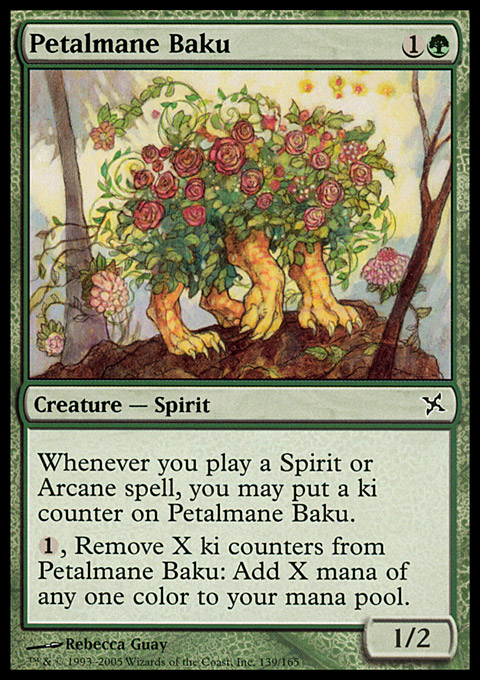 Petalmane Baku 1
Creature — Spirit
Whenever you play a Spirit or
Arcane spell, you may put a ki
counter on Petalmane Baku.
1, Remove X ki counters from
Petalmane Baku: Add X mana of
any one color to your mana pool.
Rebecca Guay
1/2
™ & © 1993–2005 Wizards of the Coast, Inc. 139/165